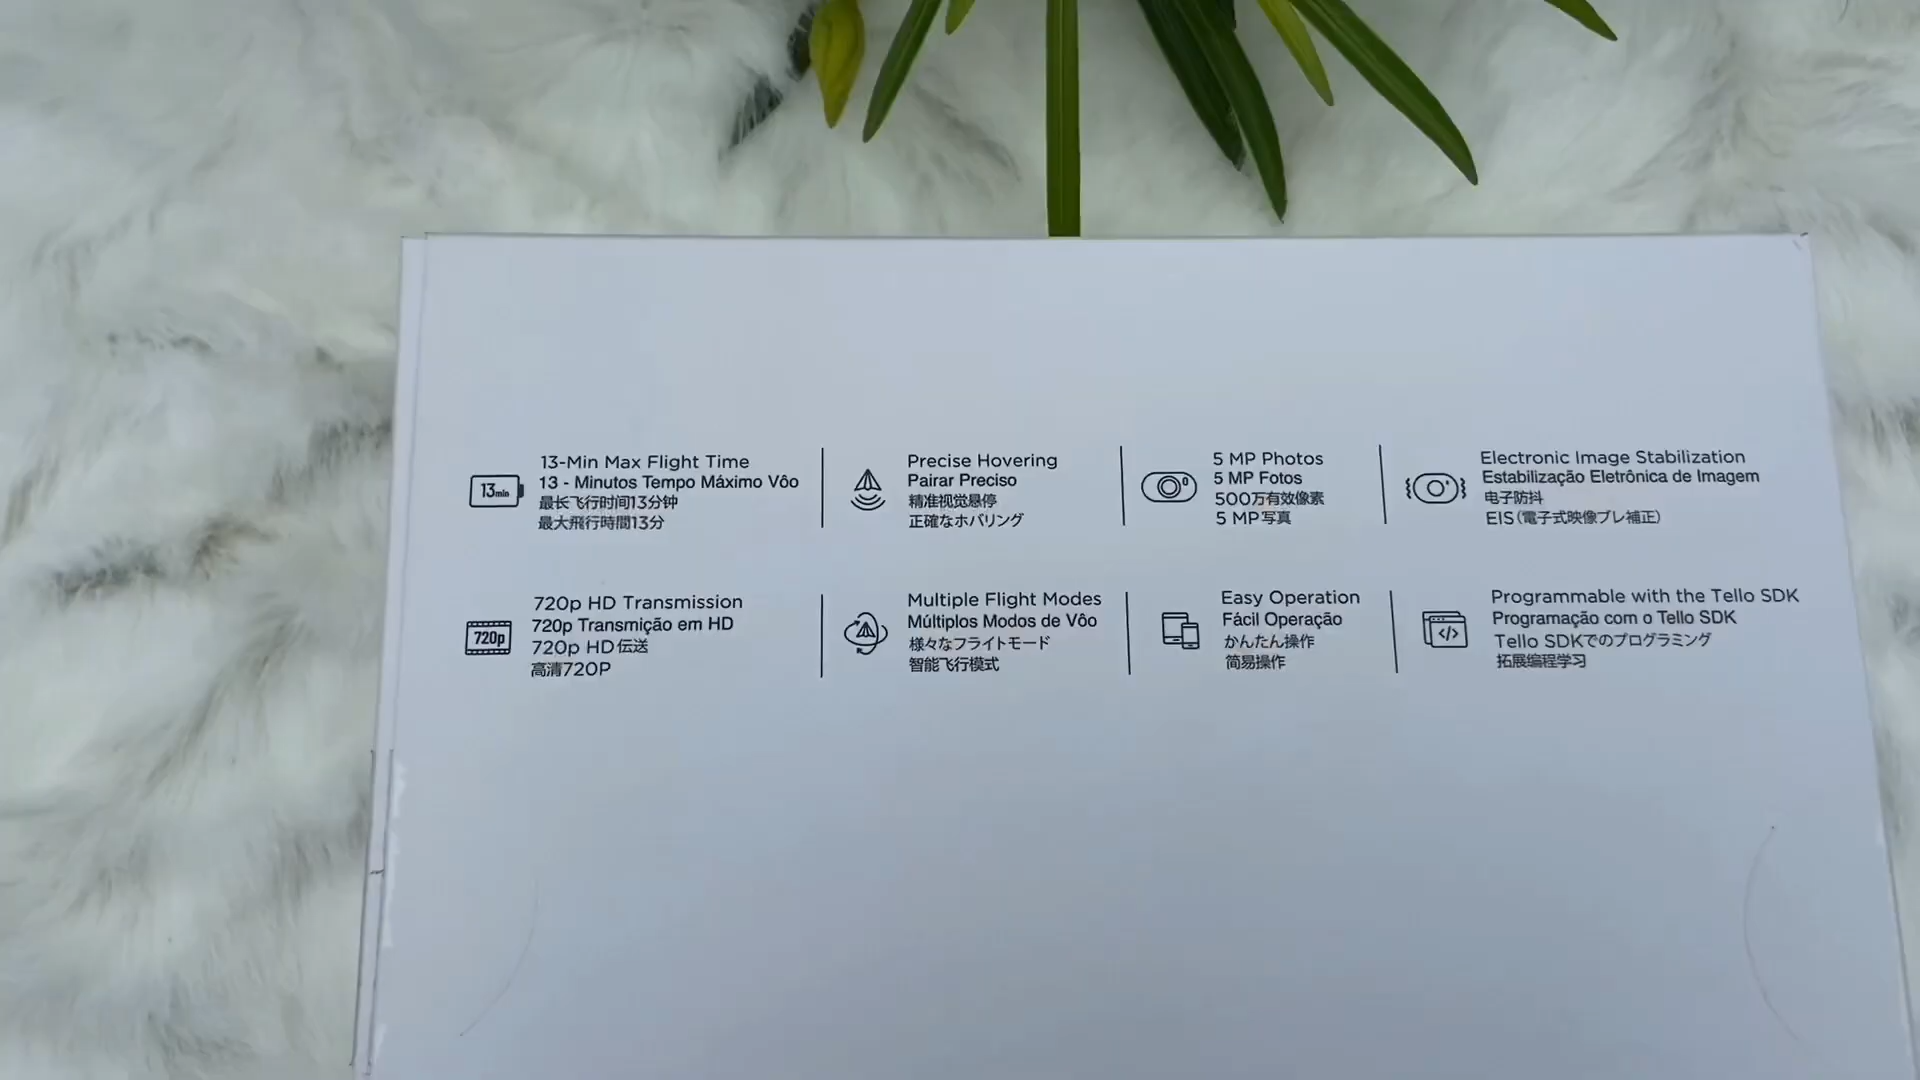 13min
13-Min Max Flight Time
13 - Minutos Tempo Máximo Vôo
最长飞行时间13分钟
最大飛行時間13分
Precise Hovering
Pairar Preciso
精准视觉悬停
正確なホバリング
5 MP Photos
5 MP Fotos
500万有效像素
5 MP写真
Electronic Image Stabilization
Estabilização Eletrônica de Imagem
电子防抖
EIS（電子式映像ブレ補正）
720p
720p HD Transmission
720p Transmição em HD
720p HD伝送
高清720P
Multiple Flight Modes
Múltiplos Modos de Vôo
様々なフライトモード
智能飞行模式
Easy Operation
Fácil Operação
かんたん操作
简易操作
Programmable with the Tello SDK
Programação com o Tello SDK
Tello SDKでのプログラミング
拓展编程学习